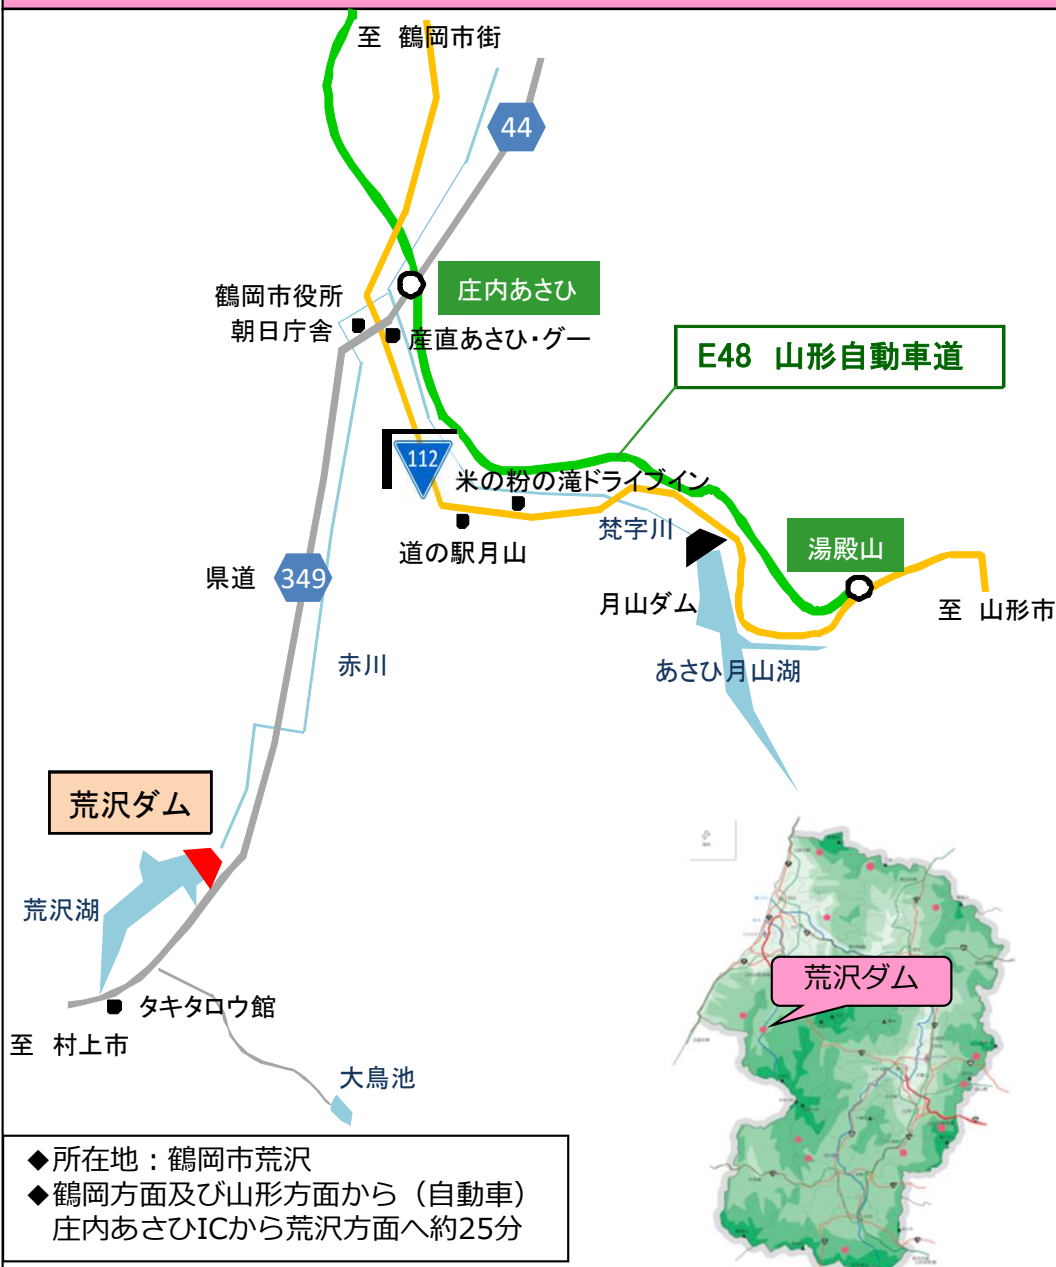 至 鶴岡市街
44
庄内あさひ
鶴岡市役所
朝日庁舎
産直あさひ・グー
E48 山形自動車道
112
米の粉の滝ドライブイン
道の駅月山
梵字川
湯殿山
県道
349
月山ダム
至 山形市
赤川
あさひ月山湖
荒沢ダム
荒沢湖
荒沢ダム
タキタロウ館
至 村上市
大鳥池
◆所在地：鶴岡市荒沢
◆鶴岡方面及び山形方面から（自動車）
庄内あさひICから荒沢方面へ約25分